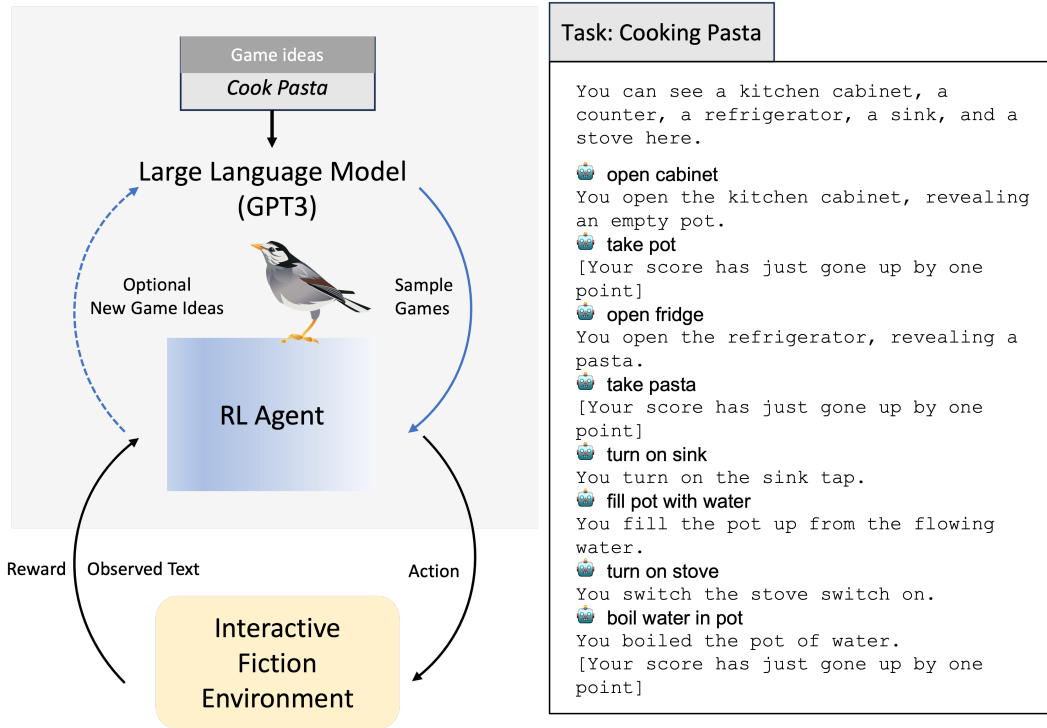 Game ideas
Cook Pasta
Large Language Model
(GPT3)
Optional
New Game Ideas
Sample
Games
RL Agent
Reward
Observed Text
Action
Interactive
Fiction
Environment
Task: Cooking Pasta
You can see a kitchen cabinet, a
counter, a refrigerator, a sink, and a
stove here.
open cabinet
You open the kitchen cabinet, revealing
an empty pot.
take pot
[Your score has just gone up by one
point]
open fridge
You open the refrigerator, revealing a
pasta.
take pasta
[Your score has just gone up by one
point]
turn on sink
You turn on the sink tap.
fill pot with water
You fill the pot up from the flowing
water.
turn on stove
You switch the stove switch on.
boil water in pot
You boiled the pot of water.
[Your score has just gone up by one
point]